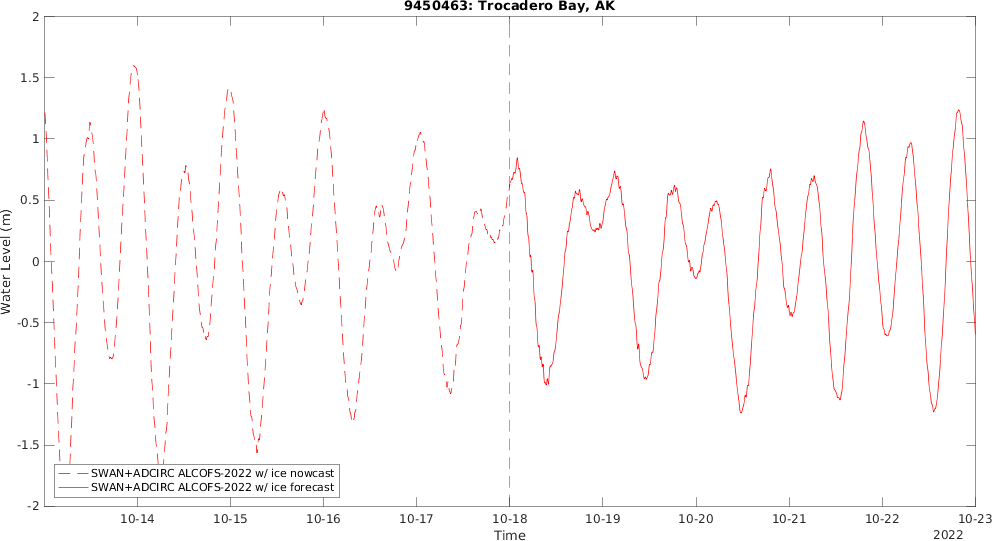 9450463: Trocadero Bay, AK
2
1.5
1
0.5
0
-0.5
-1
-1.5
-2
Water Level (m)
SWAN+ADCIRC ALCOFS-2022 w/ ice nowcast
SWAN+ADCIRC ALCOFS-2022 w/ ice forecast
10-14 10-15 10-16 10-17 10-18 10-19 10-20 10-21 10-22 10-23
Time
2022